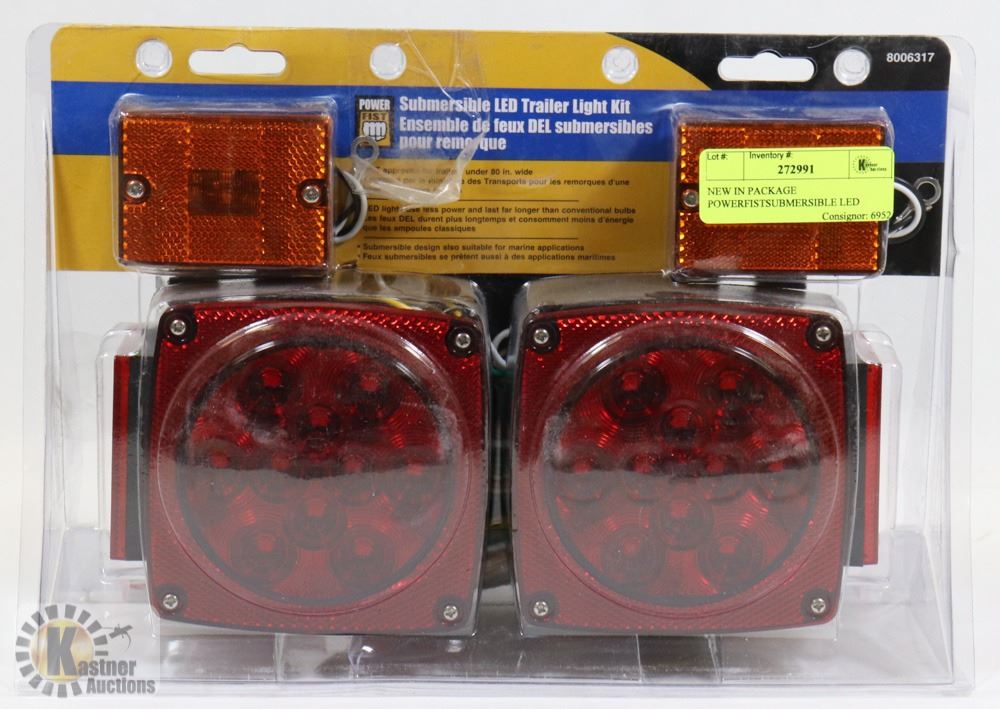 8006317
POWER
FIST
Submersible LED Trailer Light Kit
Ensemble de feux DEL submersibles
pour remorque
under 80 in. wide
des Transports pour les remorques d'une
LED light use less power and last far longer than conventional bulbs
Les feux DEL durent plus longtemps et consomment moins d'énergie
que les ampoules classiques
• Submersible design also suitable for marine applications
• Feux submersibles se prêtent aussi à des applications maritimes
Lot #:
Inventory #:
272991
Kastner
Auctions
NEW IN PACKAGE
POWERFISTSUBMERSIBLE LED
Consignor: 6952
Kastner
Auctions